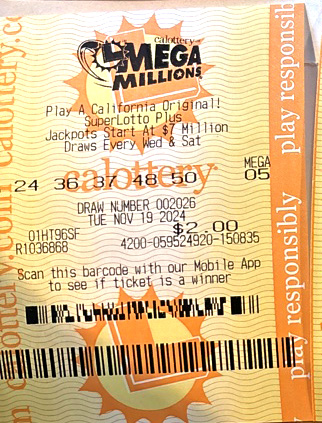 calottery
MEGA
MILLIONS
Play A California Original!
SuperLotto Plus
Jackpots Start At $7 Million
Draws Every Wed & Sat
calottery
MEGA
24 36 37 48 50 05
DRAW NUMBER 002026
TUE NOV 19 2024
01HT96SF $2.00
R1036868 4200-059524920-150835
Scan this barcode with our Mobile App
to see if ticket is a winner
play responsib
play responsibly
play responsibly
calottery.com
calottery.c